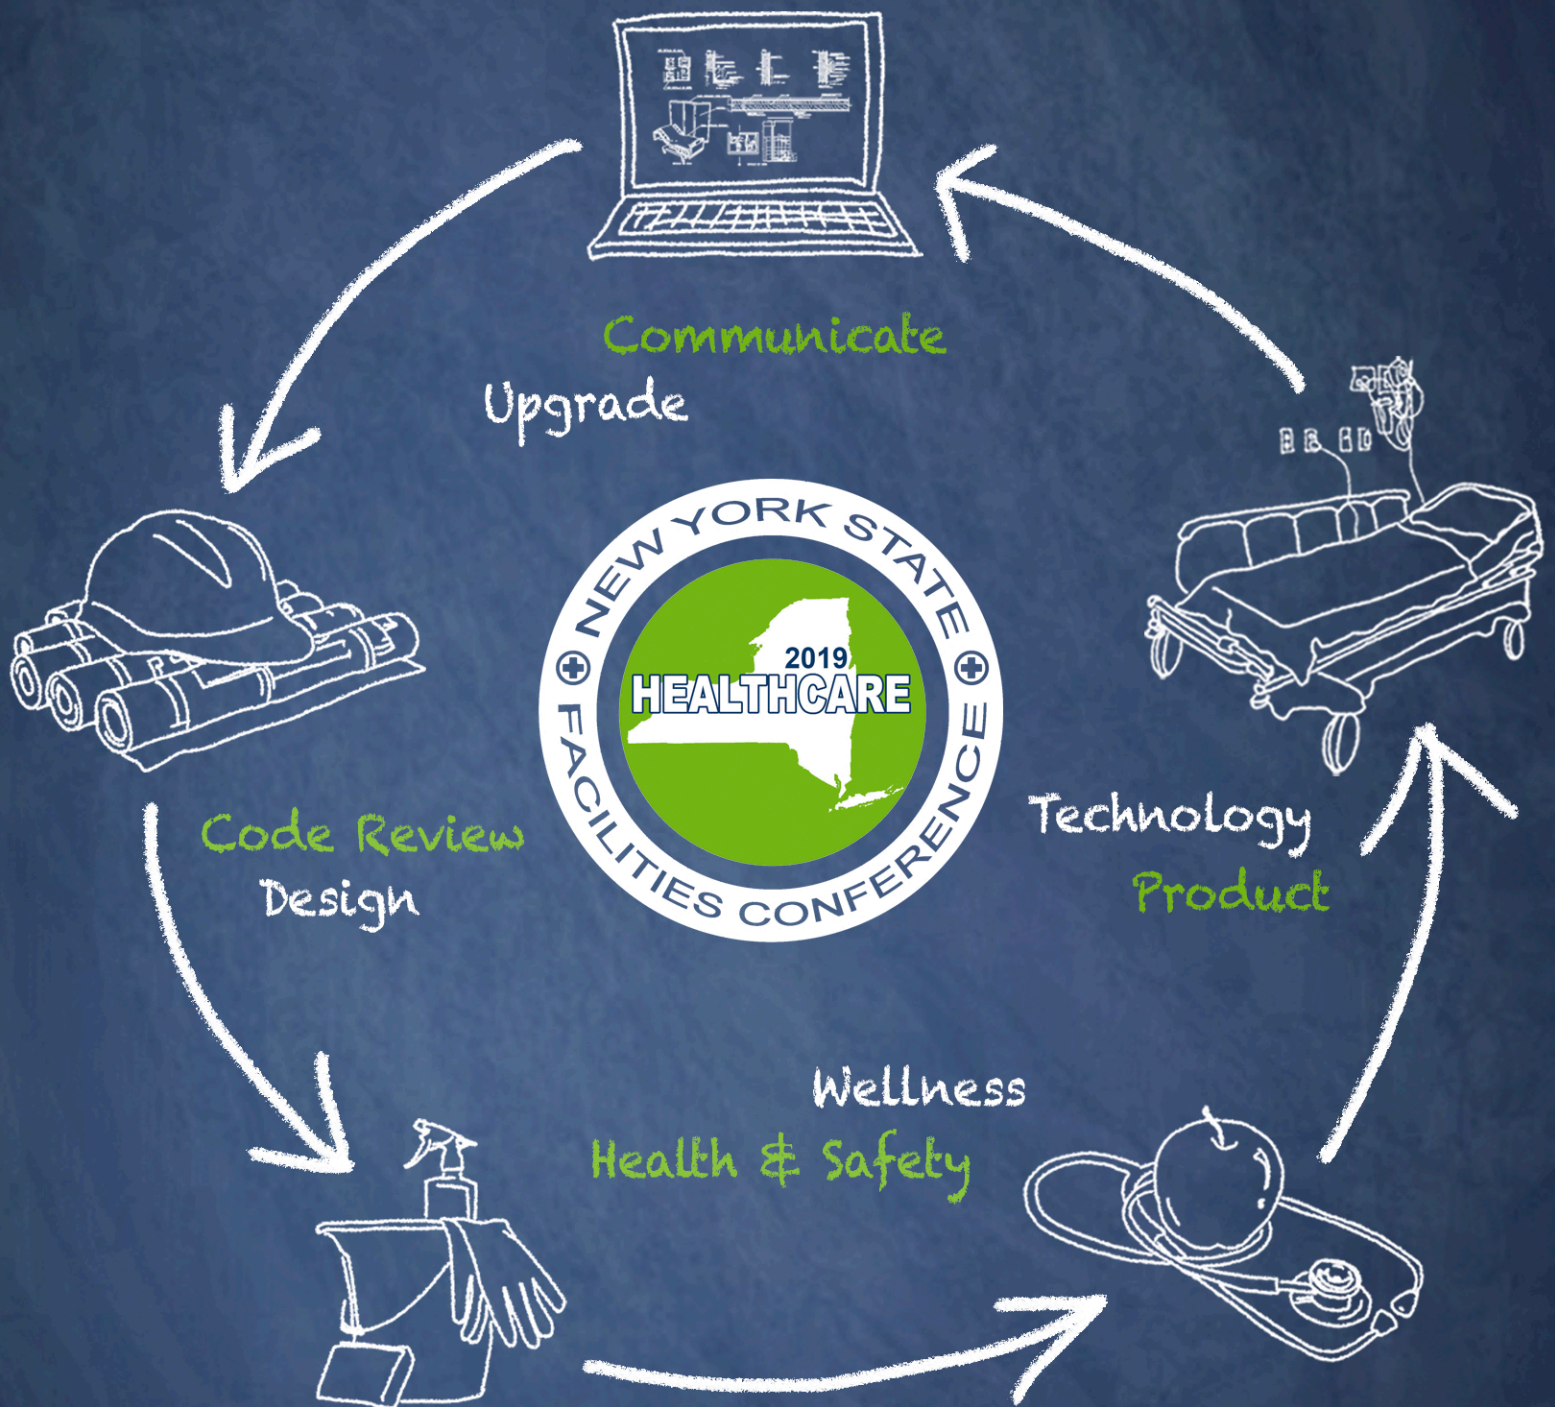 Communicate
Upgrade
NEW YORK STATE
2019
HEALTHCARE
FACILITIES CONFERENCE
Code Review
Design
Technology
Product
Wellness
Health & Safety